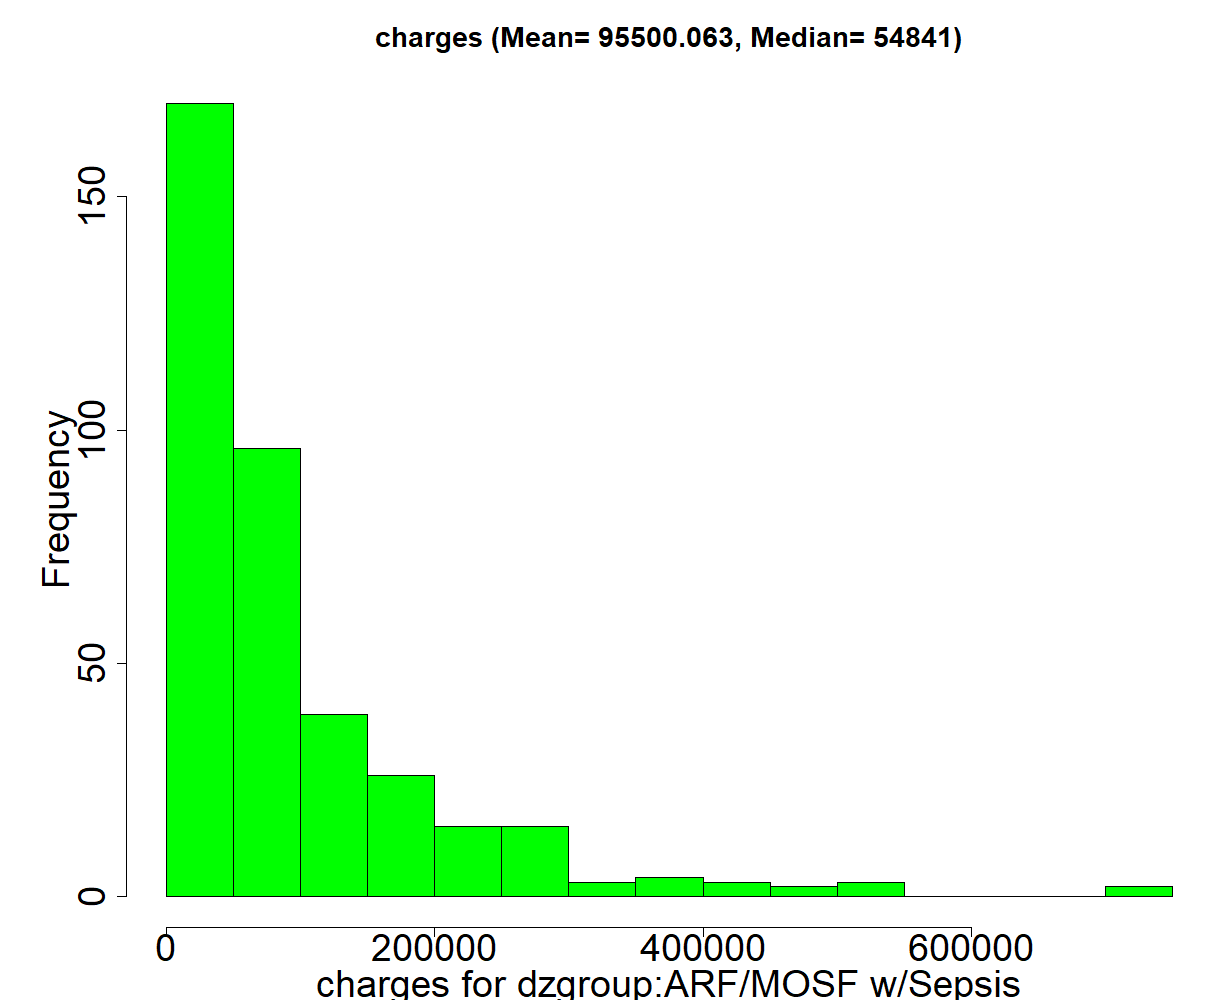 charges (Mean= 95500.063, Median= 54841)
Frequency
150
100
50
0
0 200000 400000 600000
charges for dzgroup:ARF/MOSF w/Sepsis